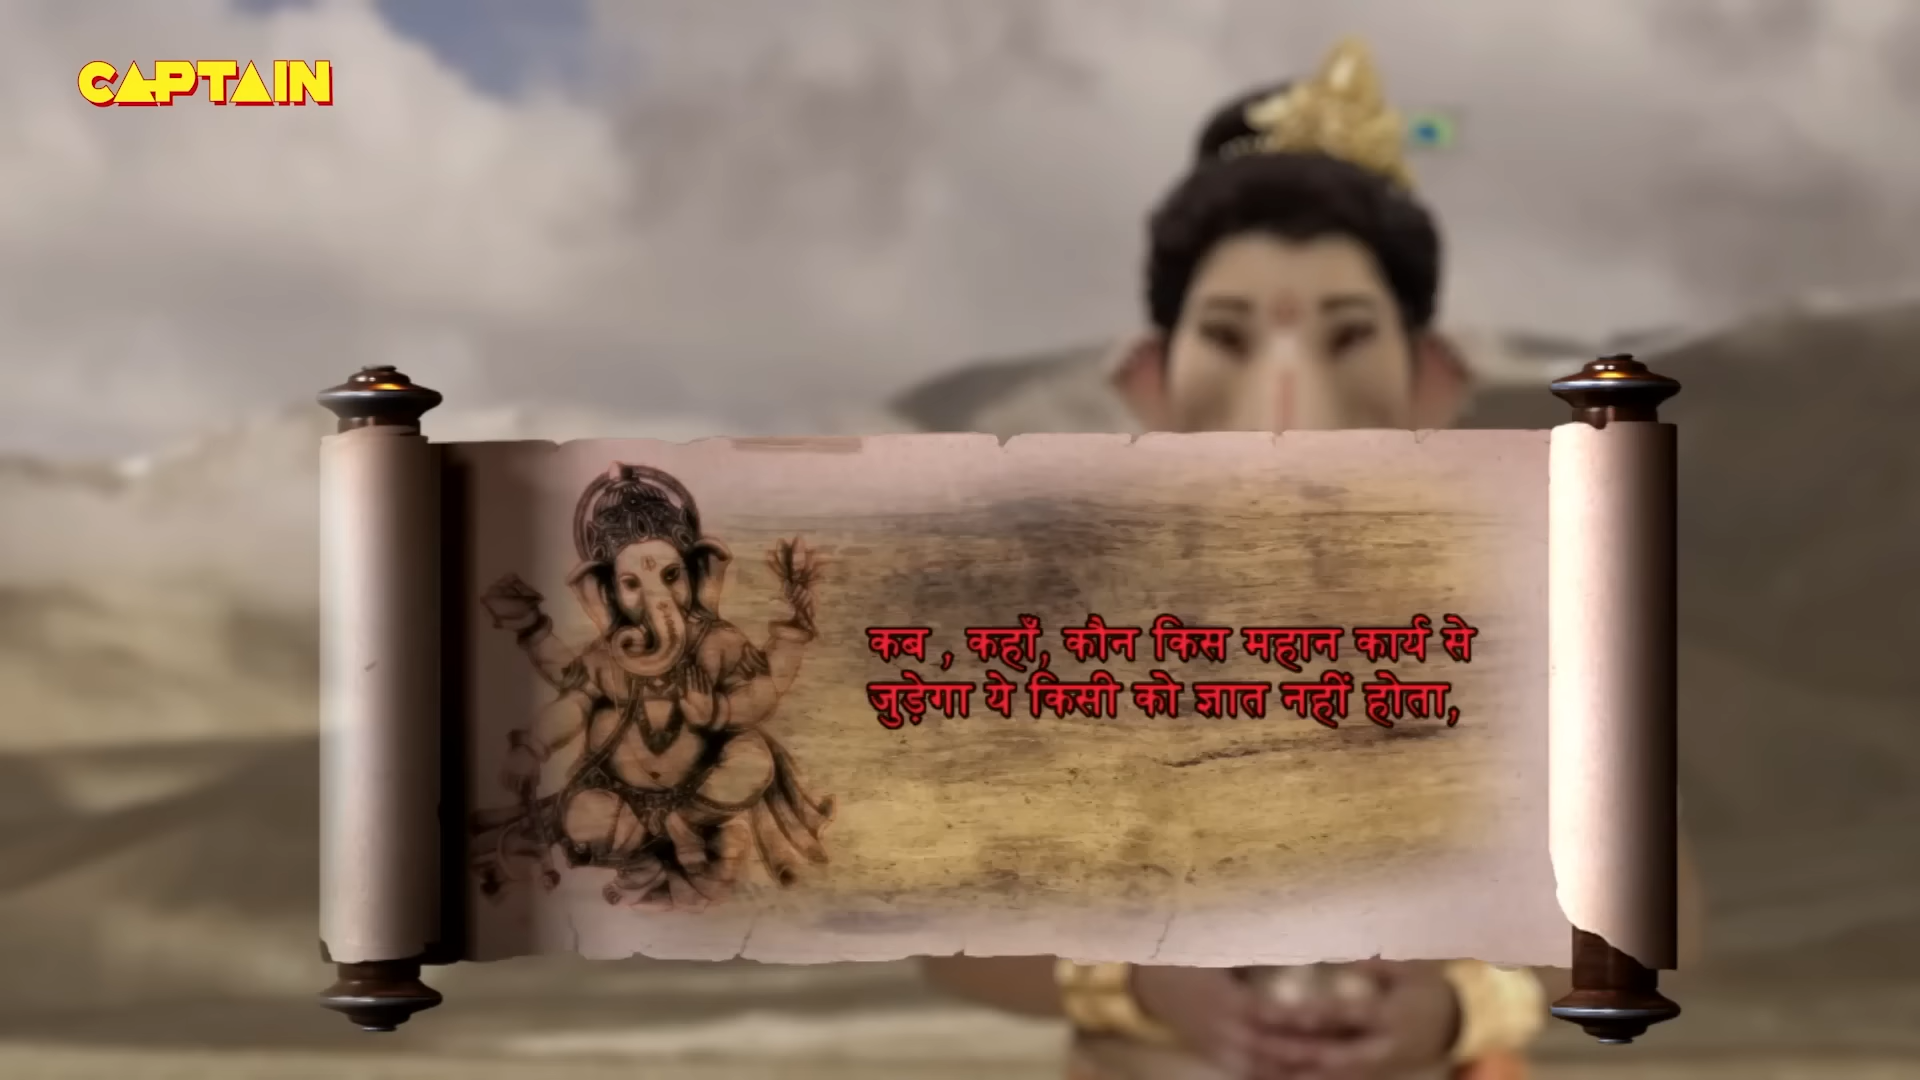 CAPTAIN
कब , कहाँ, कौन किस महान कार्य से
जुड़ेगा ये किसी को ज्ञात नहीं होता,